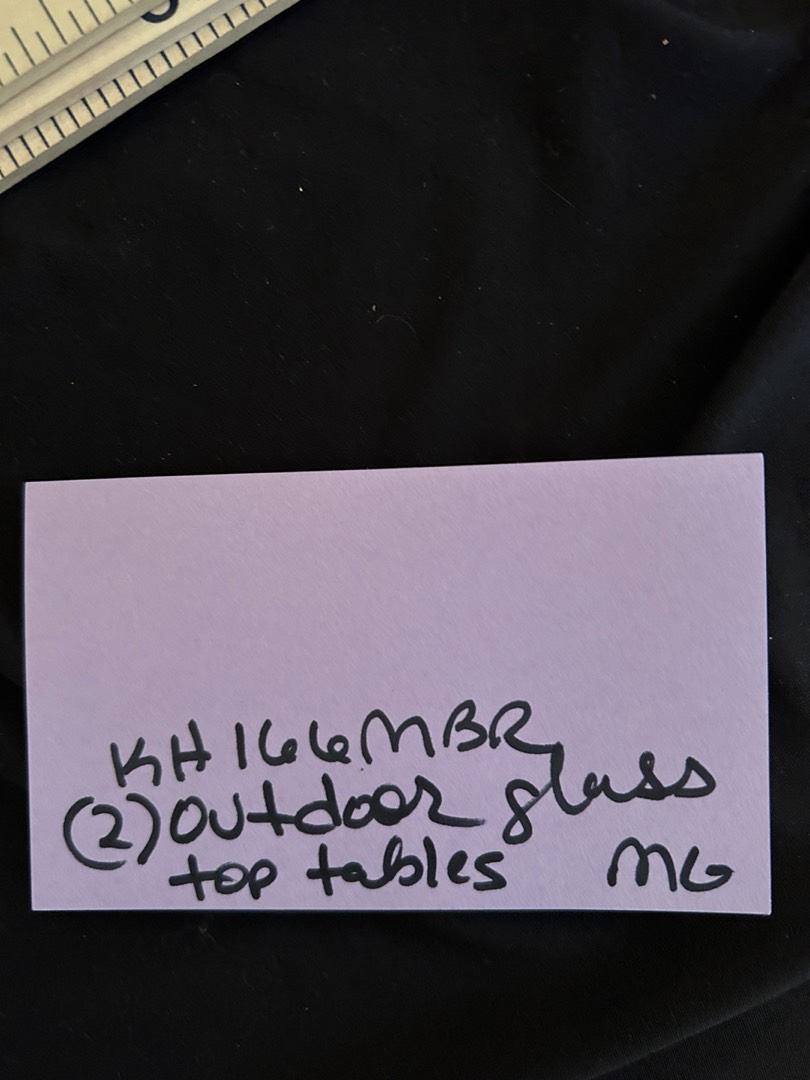 KH166MBR
(2) outdoor glass
top tables MG